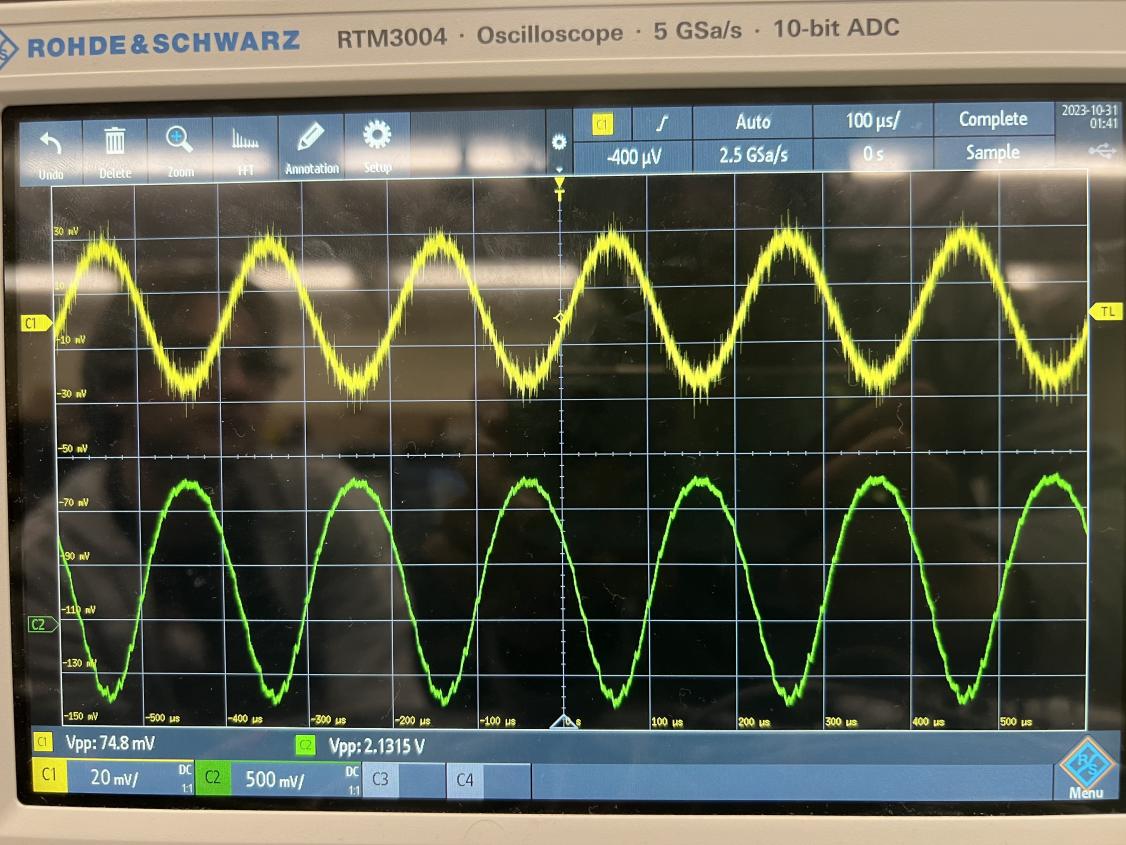 ROHDE&SCHWARZ RTM3004 · Oscilloscope · 5 GSa/s · 10-bit ADC
C1 Auto 100 µs/ Complete 2023-10-31
01:41
Undo Delete Zoom FFT Annotation Setup -400 µV 2.5 GSa/s 0 s Sample
T
30 mV
10
C1 TL
-10 mV
-30 mV
-50 mV
-70 mV
-90 mV
-110 mV
C2
-130 mV
-150 mV -500 µs -400 µs -300 µs -200 µs -100 µs 0 s 100 µs 200 µs 300 µs 400 µs 500 µs
C1 Vpp: 74.8 mV C2 Vpp: 2.1315 V
C1 20 mV/ DC 1:1 C2 500 mV/ DC 1:1 C3 C4 R&S Menu